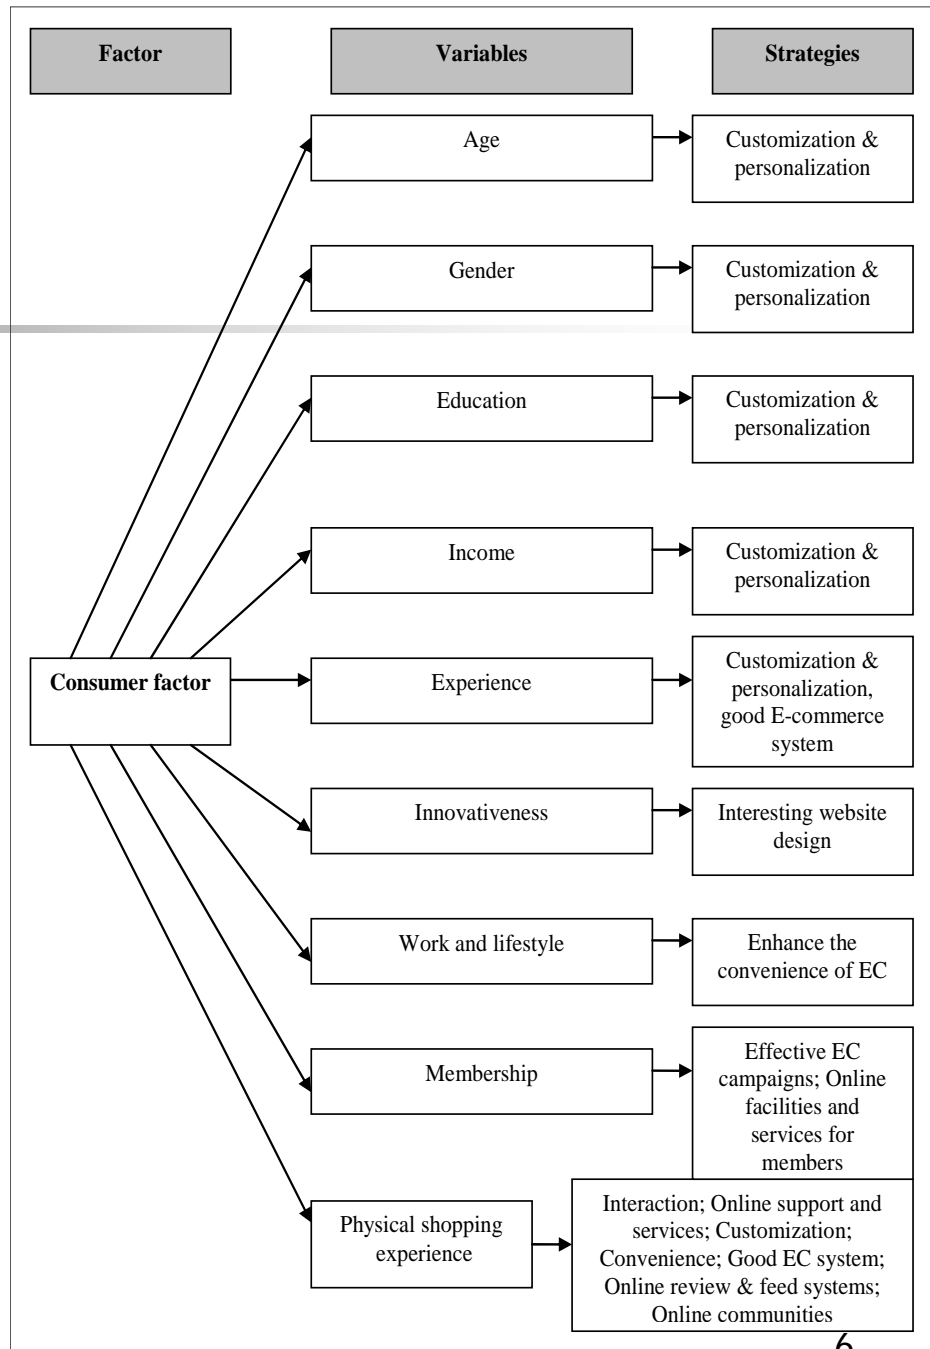 Factor
Variables
Strategies
Age
Customization &
personalization
Gender
Customization &
personalization
Education
Customization &
personalization
Income
Customization &
personalization
Consumer factor
Experience
Customization &
personalization,
good E-commerce
system
Innovativeness
Interesting website
design
Work and lifestyle
Enhance the
convenience of EC
Membership
Effective EC
campaigns; Online
facilities and
services for
members
Physical shopping
experience
Interaction; Online support and
services; Customization;
Convenience; Good EC system;
Online review & feed systems;
Online communities
6